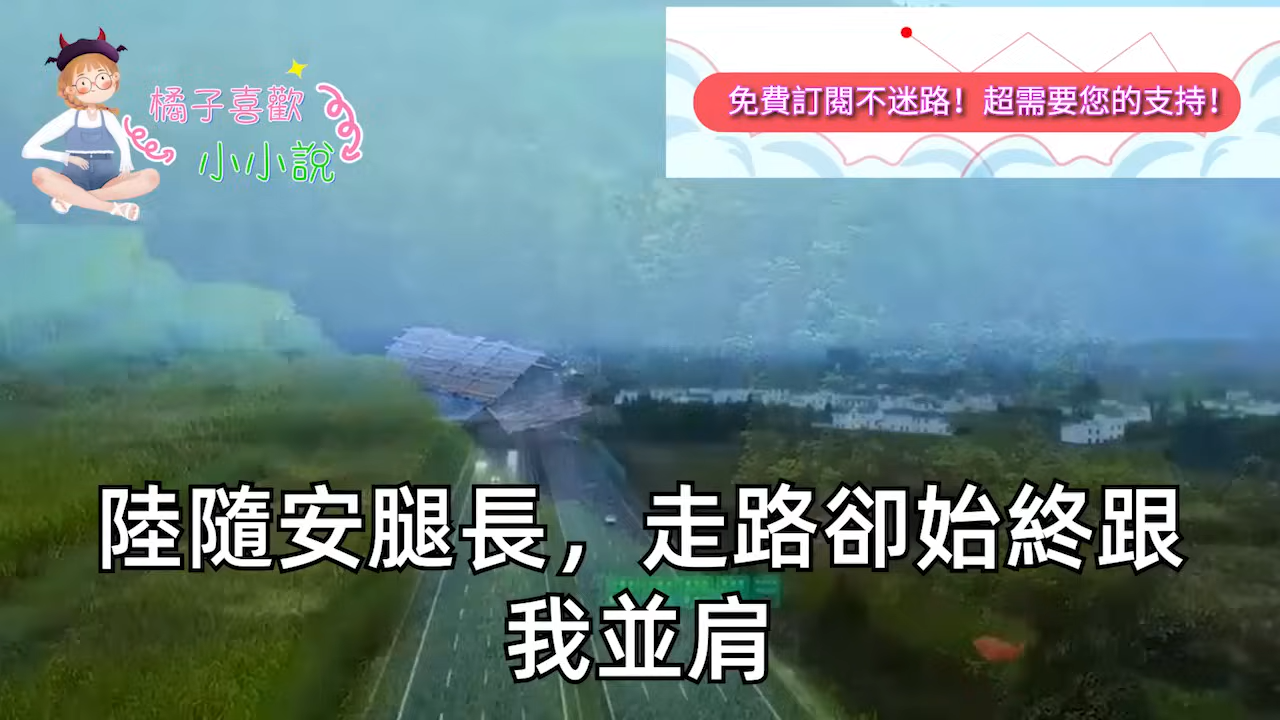 橘子喜歡
小小説
免費訂閱不迷路！超需要您的支持！
陸隨安腿長，走路卻始終跟
我並肩